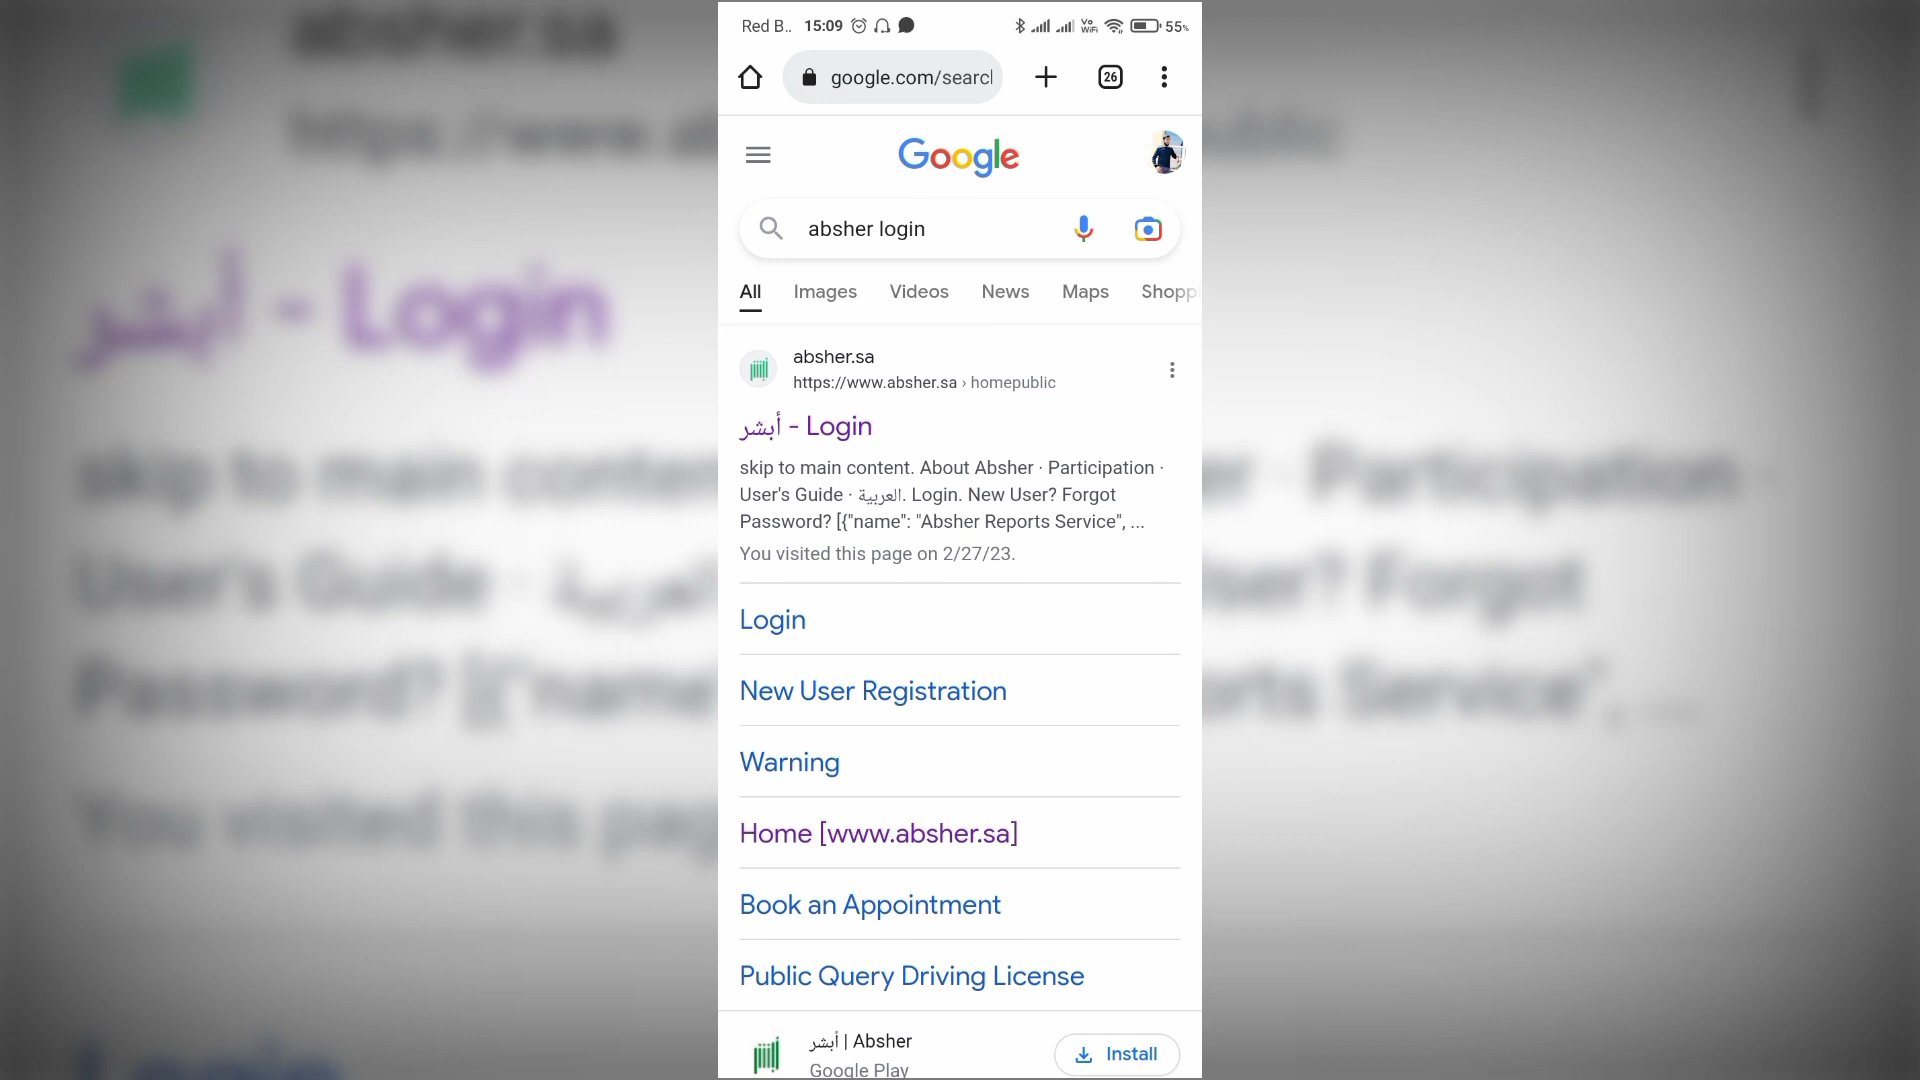 Red B.. 15:09 Vo WiFi 55%
google.com/search 26
Google
absher login
All Images Videos News Maps Shopp
absher.sa
https://www.absher.sa › homepublic
أبشر - Login
skip to main content. About Absher · Participation ·
User's Guide · العربية. Login. New User? Forgot
Password? [{"name": "Absher Reports Service", ...
You visited this page on 2/27/23.
Login
New User Registration
Warning
Home [www.absher.sa]
Book an Appointment
Public Query Driving License
أبشر | Absher
Google Play
Install